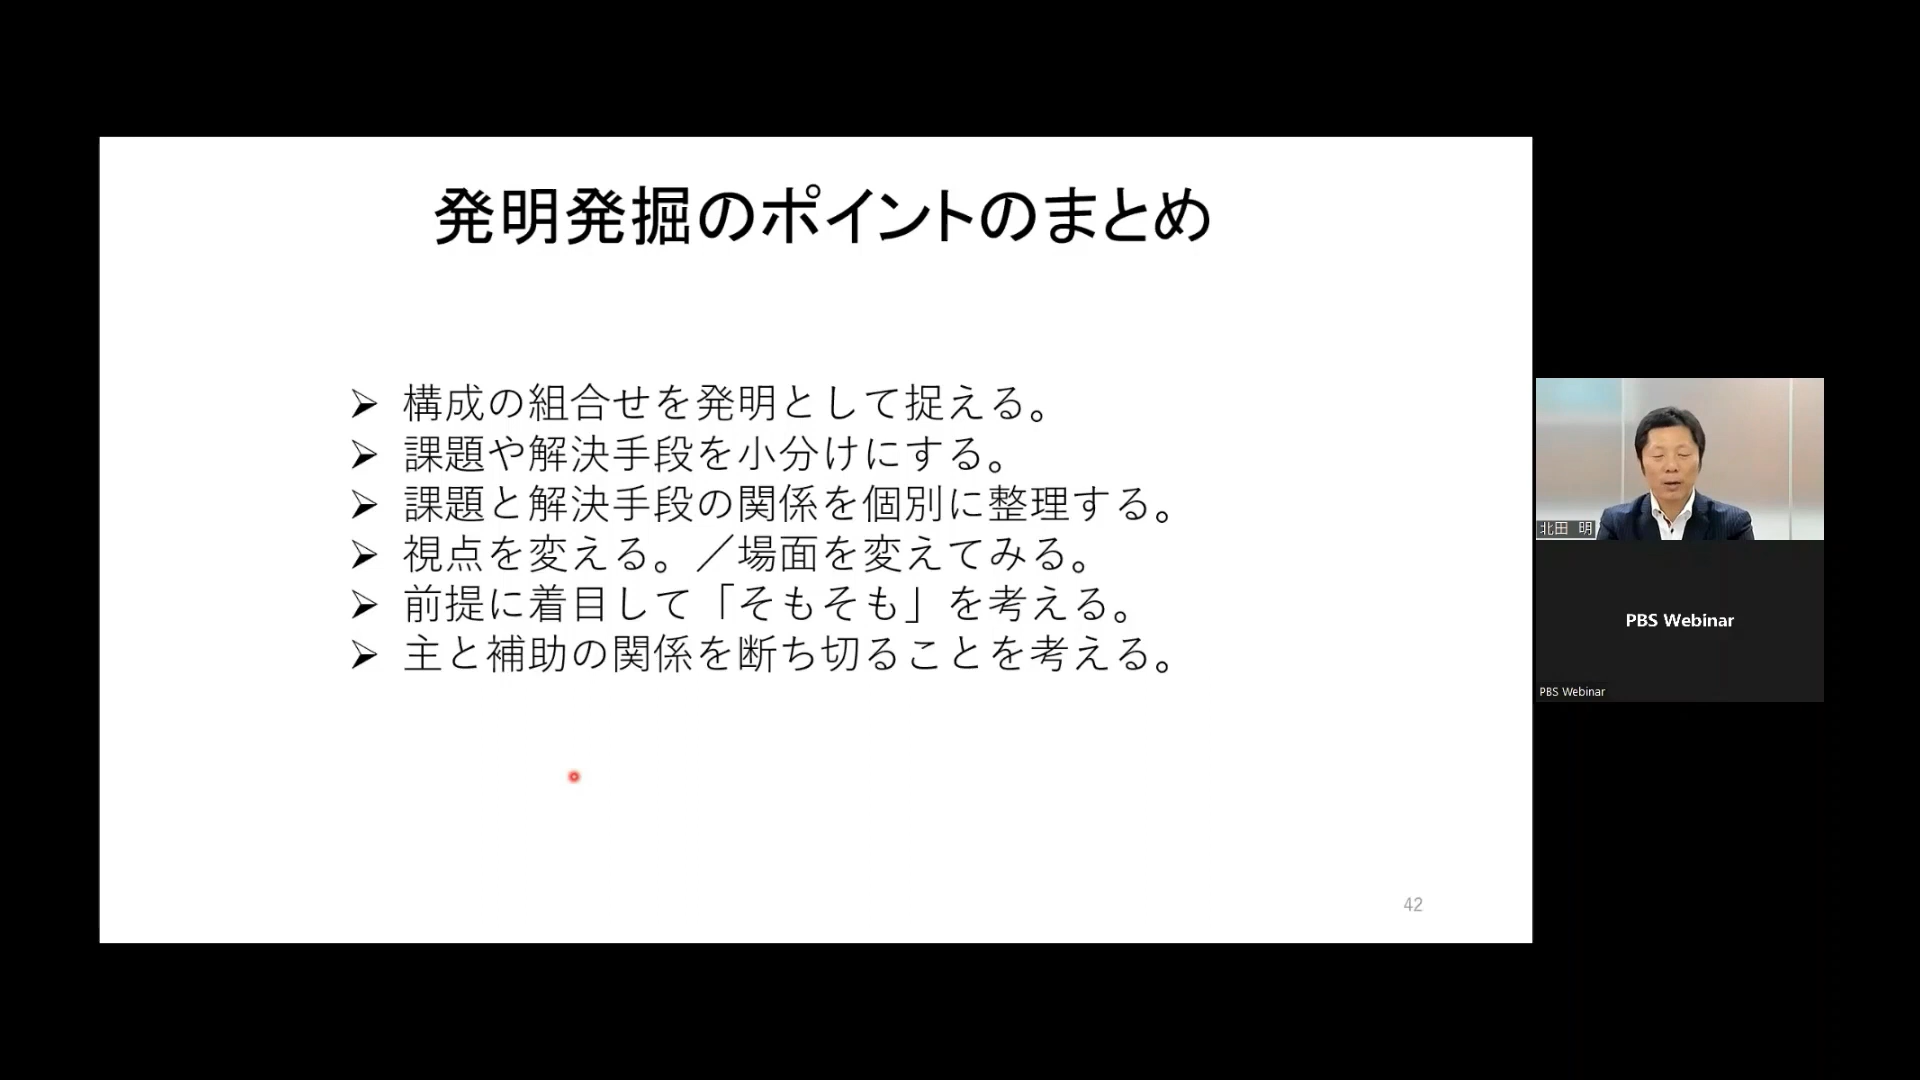 発明発掘のポイントのまとめ
➢ 構成の組合せを発明として捉える。
➢ 課題や解決手段を小分けにする。
➢ 課題と解決手段の関係を個別に整理する。
➢ 視点を変える。／場面を変えてみる。
➢ 前提に着目して「そもそも」を考える。
➢ 主と補助の関係を断ち切ることを考える。
42
北田 明
PBS Webinar
PBS Webinar